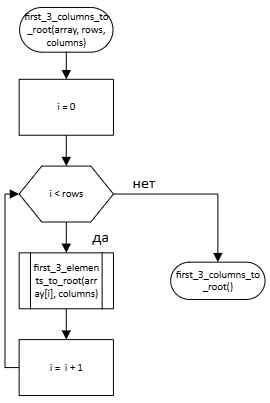 first_3_columns_to
_root(array, rows,
columns)
i = 0
i < rows
нет
да
first_3_elemen
ts_to_root(arr
ay[i], columns)
first_3_columns_to
_root()
i = i + 1